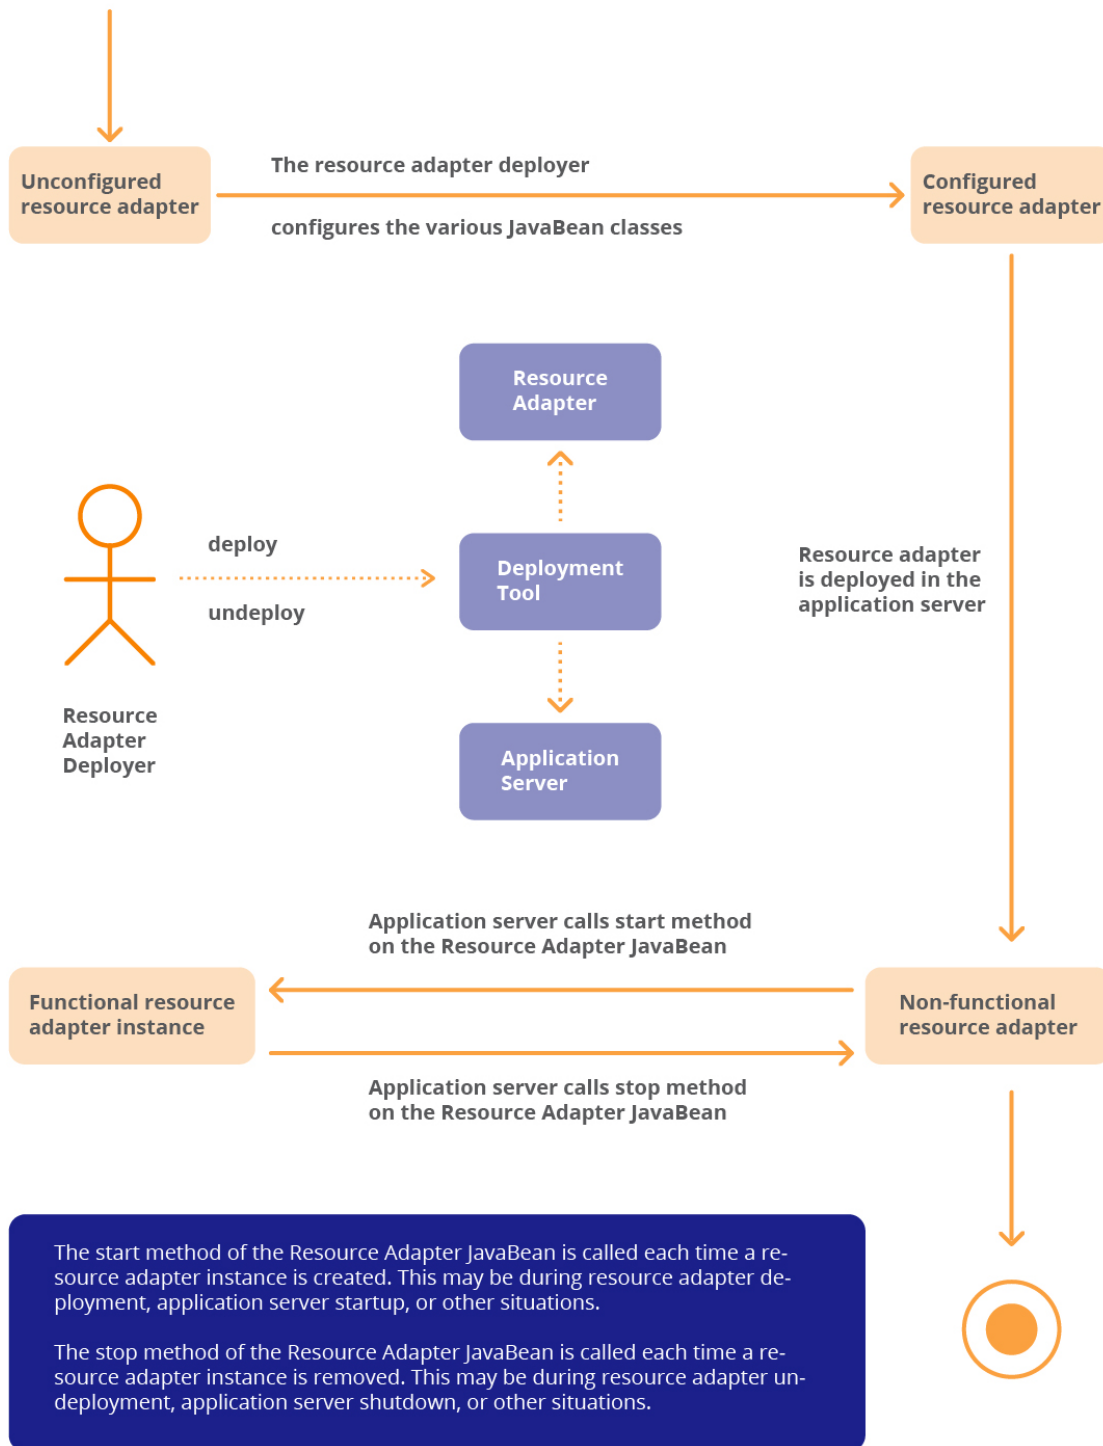 Unconfigured
resource adapter
The resource adapter deployer
configures the various JavaBean classes
Configured
resource adapter
Resource
Adapter
deploy
undeploy
Deployment
Tool
Resource adapter
is deployed in the
application server
Resource
Adapter
Deployer
Application
Server
Application server calls start method
on the Resource Adapter JavaBean
Functional resource
adapter instance
Non-functional
resource adapter
Application server calls stop method
on the Resource Adapter JavaBean
The start method of the Resource Adapter JavaBean is called each time a re-
source adapter instance is created. This may be during resource adapter de-
ployment, application server startup, or other situations.
The stop method of the Resource Adapter JavaBean is called each time a re-
source adapter instance is removed. This may be during resource adapter un-
deployment, application server shutdown, or other situations.